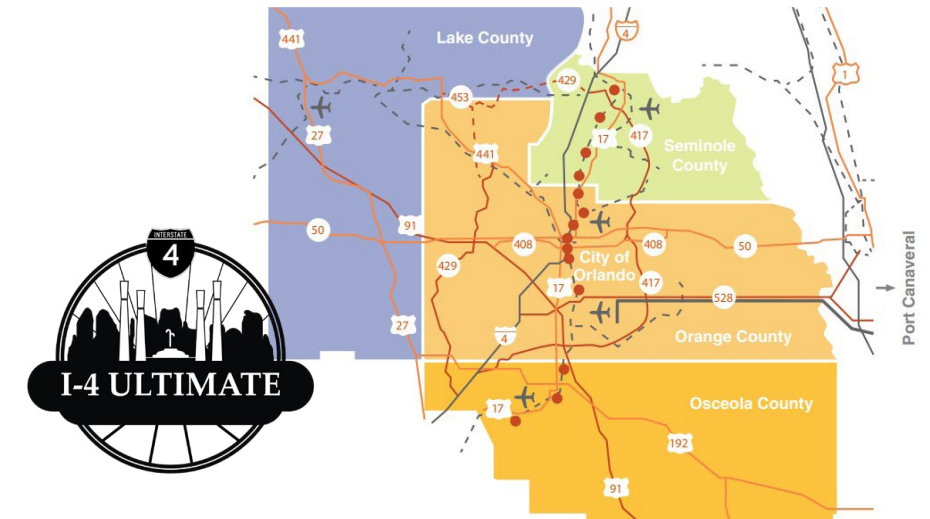 441
Lake County
4
1
429
453
27
17
417
441
Seminole
County
50
91
408
408
50
INTERSTATE
4
429
City of
Orlando
417
17
528
Port Canaveral
27
4
Orange County
I-4 ULTIMATE
17
Osceola County
192
91